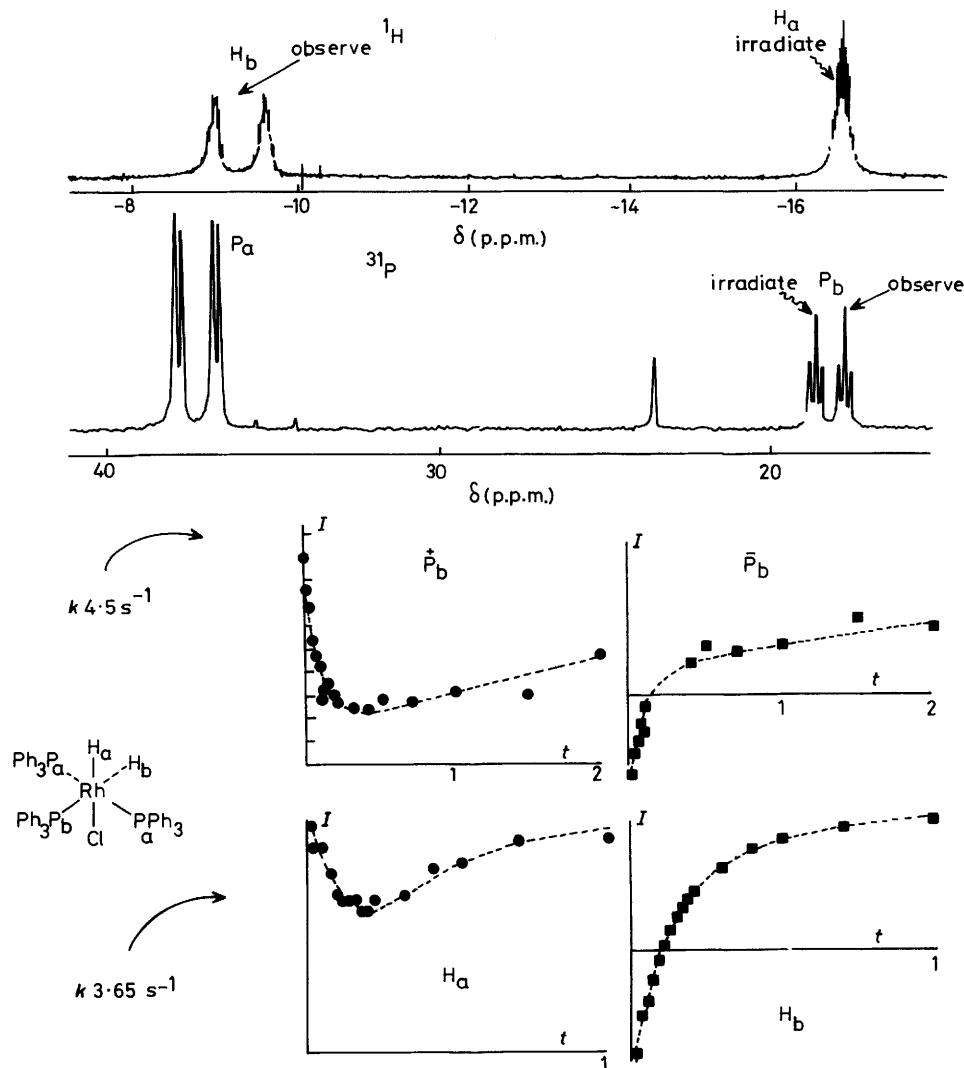 ¹H
H_b
observe
H_a
irradiate
-8
-10
-12
~14
-16
δ (p.p.m.)
P_a
³¹P
irradiate
P_b
observe
40
30
20
δ (p.p.m.)
k 4·5 s⁻¹
I
P̊_b
t
1
2
I
P̄_b
t
1
2
H_a
Ph₃P_a
H_b
Rh
Ph₃P_b
P_aPh₃
Cl
k 3·65 s⁻¹
I
H_a
t
1
I
t
1
H_b